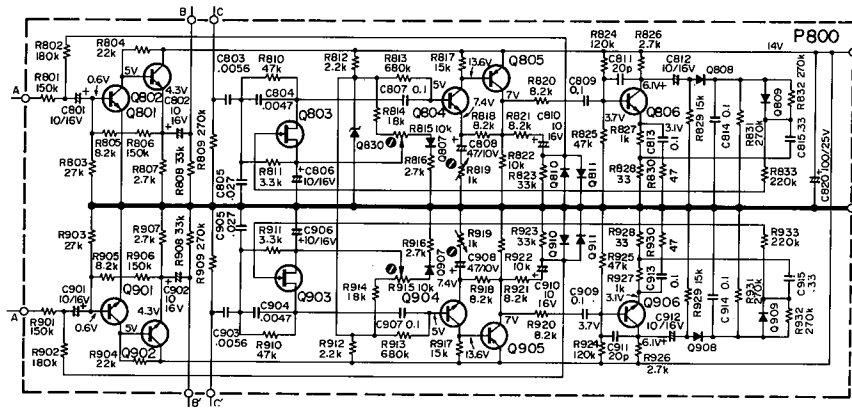 B C P800
R802 180k
R804 22k
C803 .0056
R810 47k
R812 2.2k
R813 680k
R817 15k
13.6V
Q805
R824 120k
R826 2.7k
14V
C811 20p
C812 10/16V
Q808
R801 150k
0.6V
5V
4.3V
C804 .0047
C807 0.1
R820 8.2k
C809 0.1
6.1V+
Q809
R832 270k
A
C801 10/16V
Q802
Q801
C802 10 16V
Q803
R814 18k
Q804
7.4V
7V
R818 8.2k
R821 8.2k
C810 10 16V
3.7V
Q806
R829 15k
C814 0.1
R831 270k
R805 8.2k
R806 150k
R808 33k
R809 270k
Q830
R815 10k
Q807
C808 47/10V
R827 1k
C813 0.1
3.1V
R825 47k
C815 .33
R803 27k
R807 2.7k
C805 .027
R811 3.3k
C806 10/16V
R816 2.7k
R819 1k
R822 10k
R823 33k
Q810
Q811
R828 33
R830 47
R833 220k
C820 100/25V
R903 27k
R907 2.7k
R908 33k
R909 270k
C905 .027
R911 3.3k
C906 +10/16V
R916 2.7k
R919 1k
R923 33k
Q910
Q911
R928 33
R930 47
R933 220k
R905 8.2k
R906 150k
Q907
C908 47/10V
R922 10k
R925 47k
C913 0.1
C915 .33
C901 10/16V
Q901
C902 10 16V
Q903
R914 18k
R915 10k
7.4V
R918 8.2k
R921 8.2k
C910 10 16V
R927 1k
3.1V
Q906
R929 15k
C914 0.1
R931 270k
Q909
R932 270k
A'
R901 150k
0.6V
4.3V
C904 .0047
Q904
7V
C909 0.1
3.7V
C912 10/16V
6.1V+
R902 180k
5V
R904 22k
Q902
C903 .0056
R910 47k
R912 2.2k
C907 0.1
R913 680k
5V
R917 15k
13.6V
Q905
R920 8.2k
R924 120k
C911 20p
R926 2.7k
Q908
B' C'